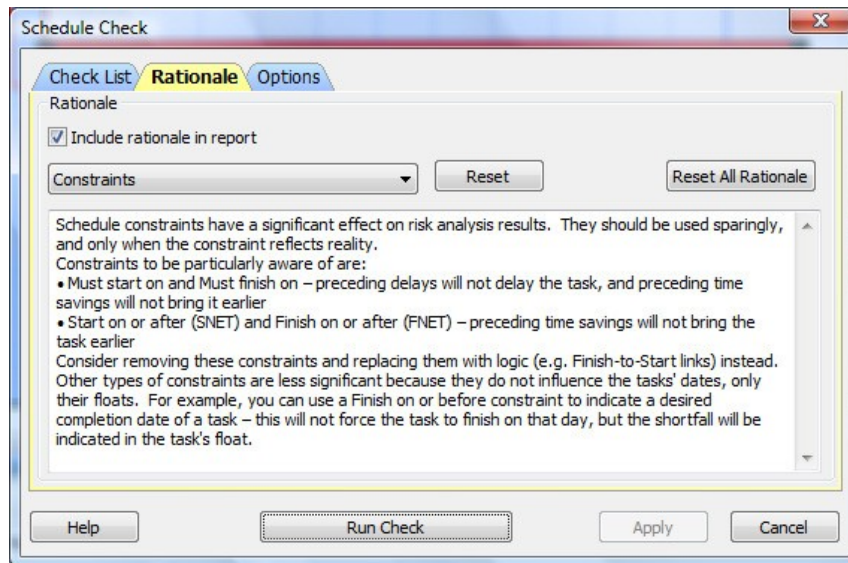 Schedule Check
Check List Rationale Options
Rationale
Include rationale in report
Constraints Reset Reset All Rationale
Schedule constraints have a significant effect on risk analysis results. They should be used sparingly,
and only when the constraint reflects reality.
Constraints to be particularly aware of are:
• Must start on and Must finish on – preceding delays will not delay the task, and preceding time
savings will not bring it earlier
• Start on or after (SNET) and Finish on or after (FNET) – preceding time savings will not bring the
task earlier
Consider removing these constraints and replacing them with logic (e.g. Finish-to-Start links) instead.
Other types of constraints are less significant because they do not influence the tasks' dates, only
their floats. For example, you can use a Finish on or before constraint to indicate a desired
completion date of a task – this will not force the task to finish on that day, but the shortfall will be
indicated in the task's float.
Help Run Check Apply Cancel